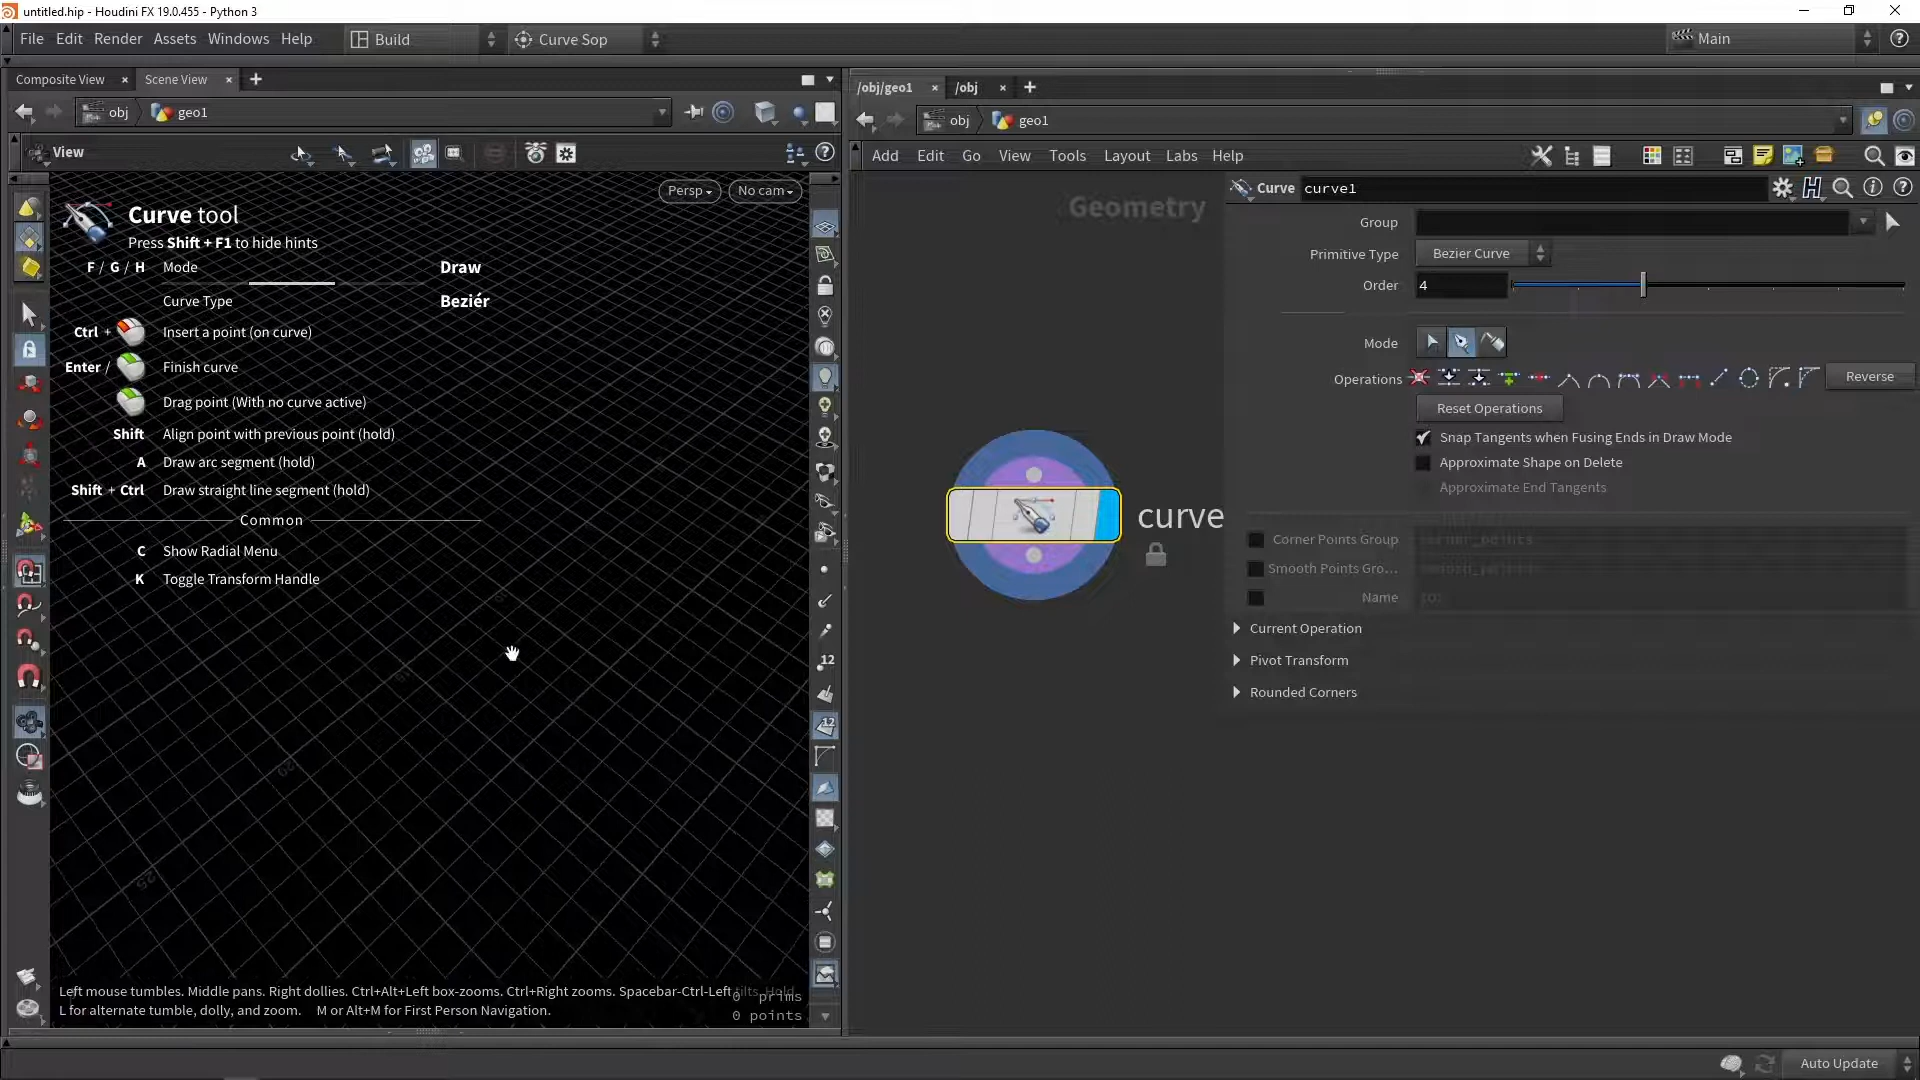 untitled.hip - Houdini FX 19.0.455 - Python 3
File Edit Render Assets Windows Help Build Curve Sop Main
Composite View Scene View
obj geo1
View
Persp No cam
Curve tool
Press Shift + F1 to hide hints
F / G / H Mode Draw
Curve Type Beziér
Ctrl + Insert a point (on curve)
Enter / Finish curve
Drag point (With no curve active)
Shift Align point with previous point (hold)
A Draw arc segment (hold)
Shift + Ctrl Draw straight line segment (hold)
Common
C Show Radial Menu
K Toggle Transform Handle
12
12
Left mouse tumbles. Middle pans. Right dollies. Ctrl+Alt+Left box-zooms. Ctrl+Right zooms. Spacebar-Ctrl-Left tilts. Hold
L for alternate tumble, dolly, and zoom. M or Alt+M for First Person Navigation.
0 prims
0 points
/obj/geo1 /obj
obj geo1
Add Edit Go View Tools Layout Labs Help
Geometry
curve
Curve curve1
Group
Primitive Type Bezier Curve
Order 4
Mode
Operations Reverse
Reset Operations
Snap Tangents when Fusing Ends in Draw Mode
Approximate Shape on Delete
Approximate End Tangents
Corner Points Group
Smooth Points Gro...
Name
Current Operation
Pivot Transform
Rounded Corners
Auto Update